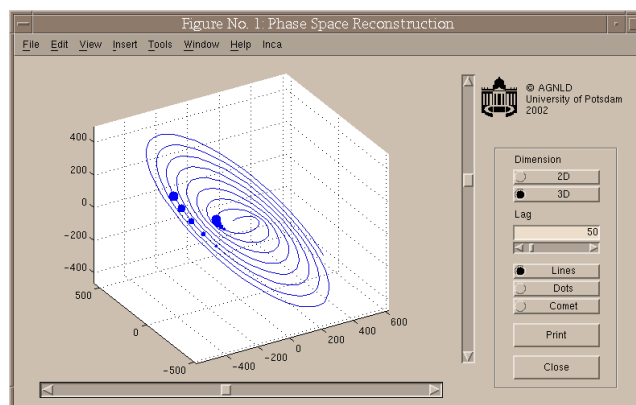 Figure No. 1: Phase Space Reconstruction
File Edit View Insert Tools Window Help Inca
© AGNLD
University of Potsdam
2002
Dimension
2D
3D
Lag
50
Lines
Dots
Comet
Print
Close
400
200
0
−200
−400
500
0
−500
−400
−200
0
200
400
600